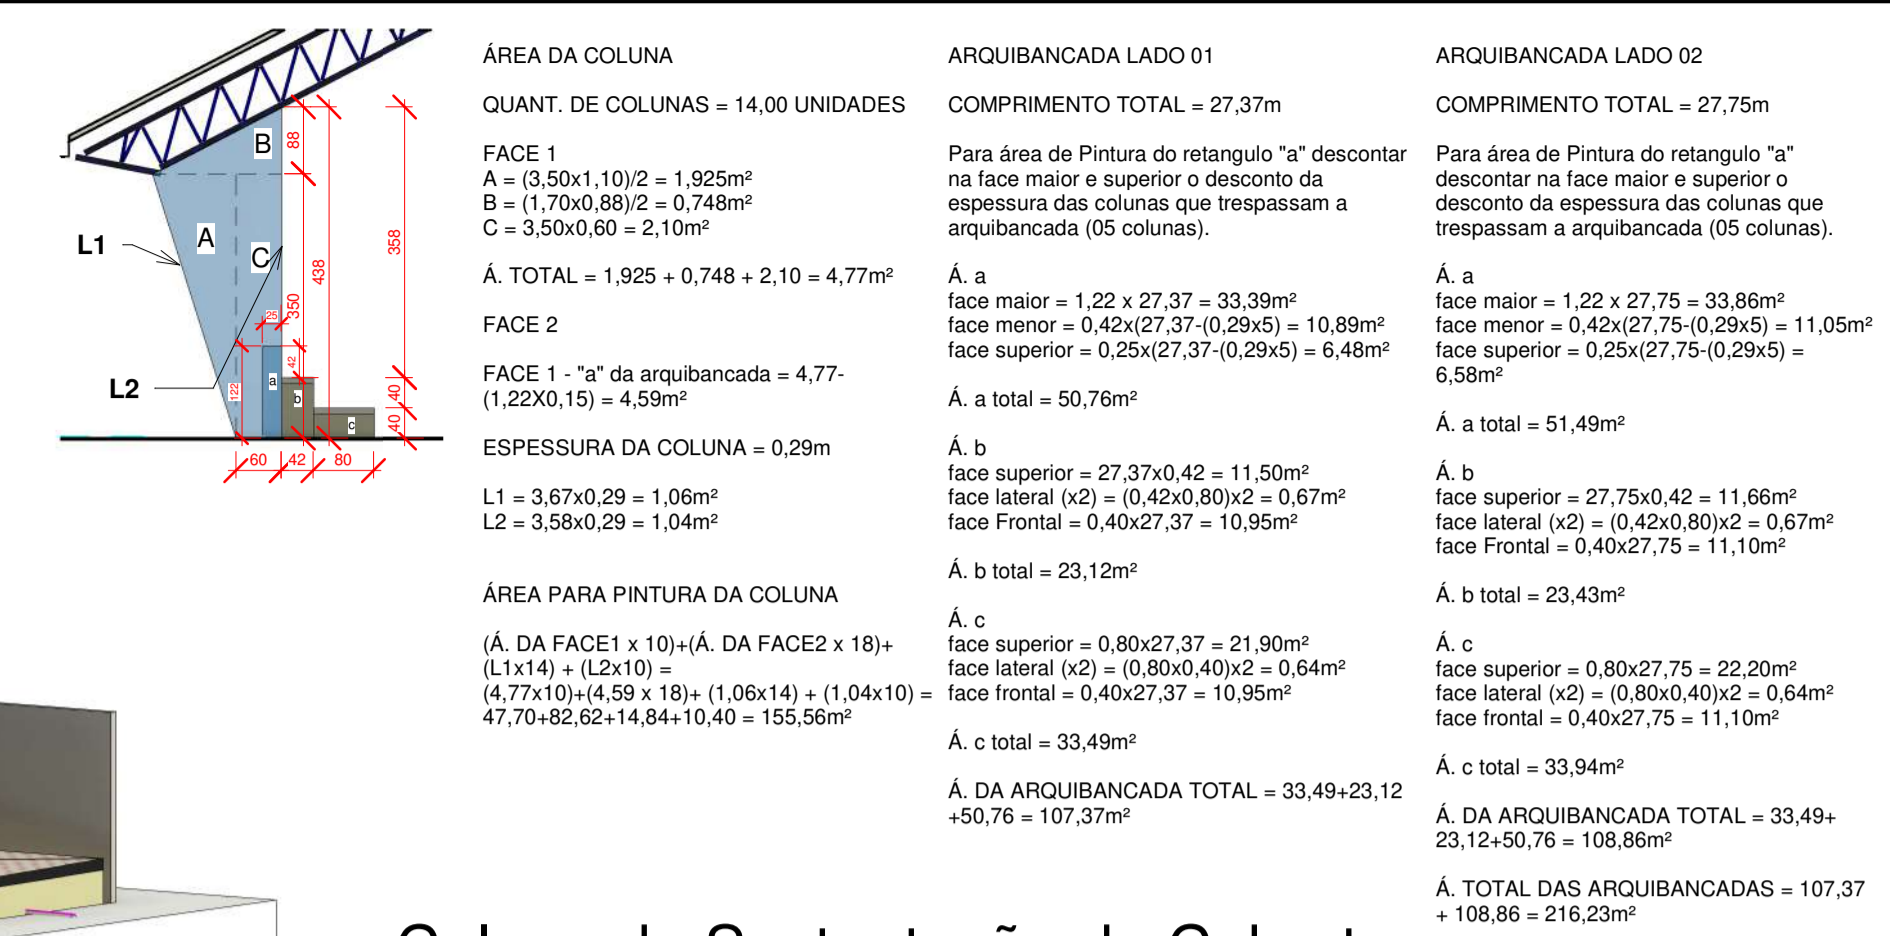 B
A
C
L1
L2
a
b
c
88
438
350
358
25
42
122
40
40
60
42
80
ÁREA DA COLUNA
QUANT. DE COLUNAS = 14,00 UNIDADES
FACE 1
A = (3,50x1,10)/2 = 1,925m²
B = (1,70x0,88)/2 = 0,748m²
C = 3,50x0,60 = 2,10m²
Á. TOTAL = 1,925 + 0,748 + 2,10 = 4,77m²
FACE 2
FACE 1 - "a" da arquibancada = 4,77-
(1,22X0,15) = 4,59m²
ESPESSURA DA COLUNA = 0,29m
L1 = 3,67x0,29 = 1,06m²
L2 = 3,58x0,29 = 1,04m²
ÁREA PARA PINTURA DA COLUNA
(Á. DA FACE1 x 10)+(Á. DA FACE2 x 18)+
(L1x14) + (L2x10) =
(4,77x10)+(4,59 x 18)+ (1,06x14) + (1,04x10) =
47,70+82,62+14,84+10,40 = 155,56m²
ARQUIBANCADA LADO 01
COMPRIMENTO TOTAL = 27,37m
Para área de Pintura do retangulo "a" descontar
na face maior e superior o desconto da
espessura das colunas que trespassam a
arquibancada (05 colunas).
Á. a
face maior = 1,22 x 27,37 = 33,39m²
face menor = 0,42x(27,37-(0,29x5) = 10,89m²
face superior = 0,25x(27,37-(0,29x5) = 6,48m²
Á. a total = 50,76m²
Á. b
face superior = 27,37x0,42 = 11,50m²
face lateral (x2) = (0,42x0,80)x2 = 0,67m²
face Frontal = 0,40x27,37 = 10,95m²
Á. b total = 23,12m²
Á. c
face superior = 0,80x27,37 = 21,90m²
face lateral (x2) = (0,80x0,40)x2 = 0,64m²
face frontal = 0,40x27,37 = 10,95m²
Á. c total = 33,49m²
Á. DA ARQUIBANCADA TOTAL = 33,49+23,12
+50,76 = 107,37m²
ARQUIBANCADA LADO 02
COMPRIMENTO TOTAL = 27,75m
Para área de Pintura do retangulo "a"
descontar na face maior e superior o
desconto da espessura das colunas que
trespassam a arquibancada (05 colunas).
Á. a
face maior = 1,22 x 27,75 = 33,86m²
face menor = 0,42x(27,75-(0,29x5) = 11,05m²
face superior = 0,25x(27,75-(0,29x5) =
6,58m²
Á. a total = 51,49m²
Á. b
face superior = 27,75x0,42 = 11,66m²
face lateral (x2) = (0,42x0,80)x2 = 0,67m²
face Frontal = 0,40x27,75 = 11,10m²
Á. b total = 23,43m²
Á. c
face superior = 0,80x27,75 = 22,20m²
face lateral (x2) = (0,80x0,40)x2 = 0,64m²
face frontal = 0,40x27,75 = 11,10m²
Á. c total = 33,94m²
Á. DA ARQUIBANCADA TOTAL = 33,49+
23,12+50,76 = 108,86m²
Á. TOTAL DAS ARQUIBANCADAS = 107,37
+ 108,86 = 216,23m²